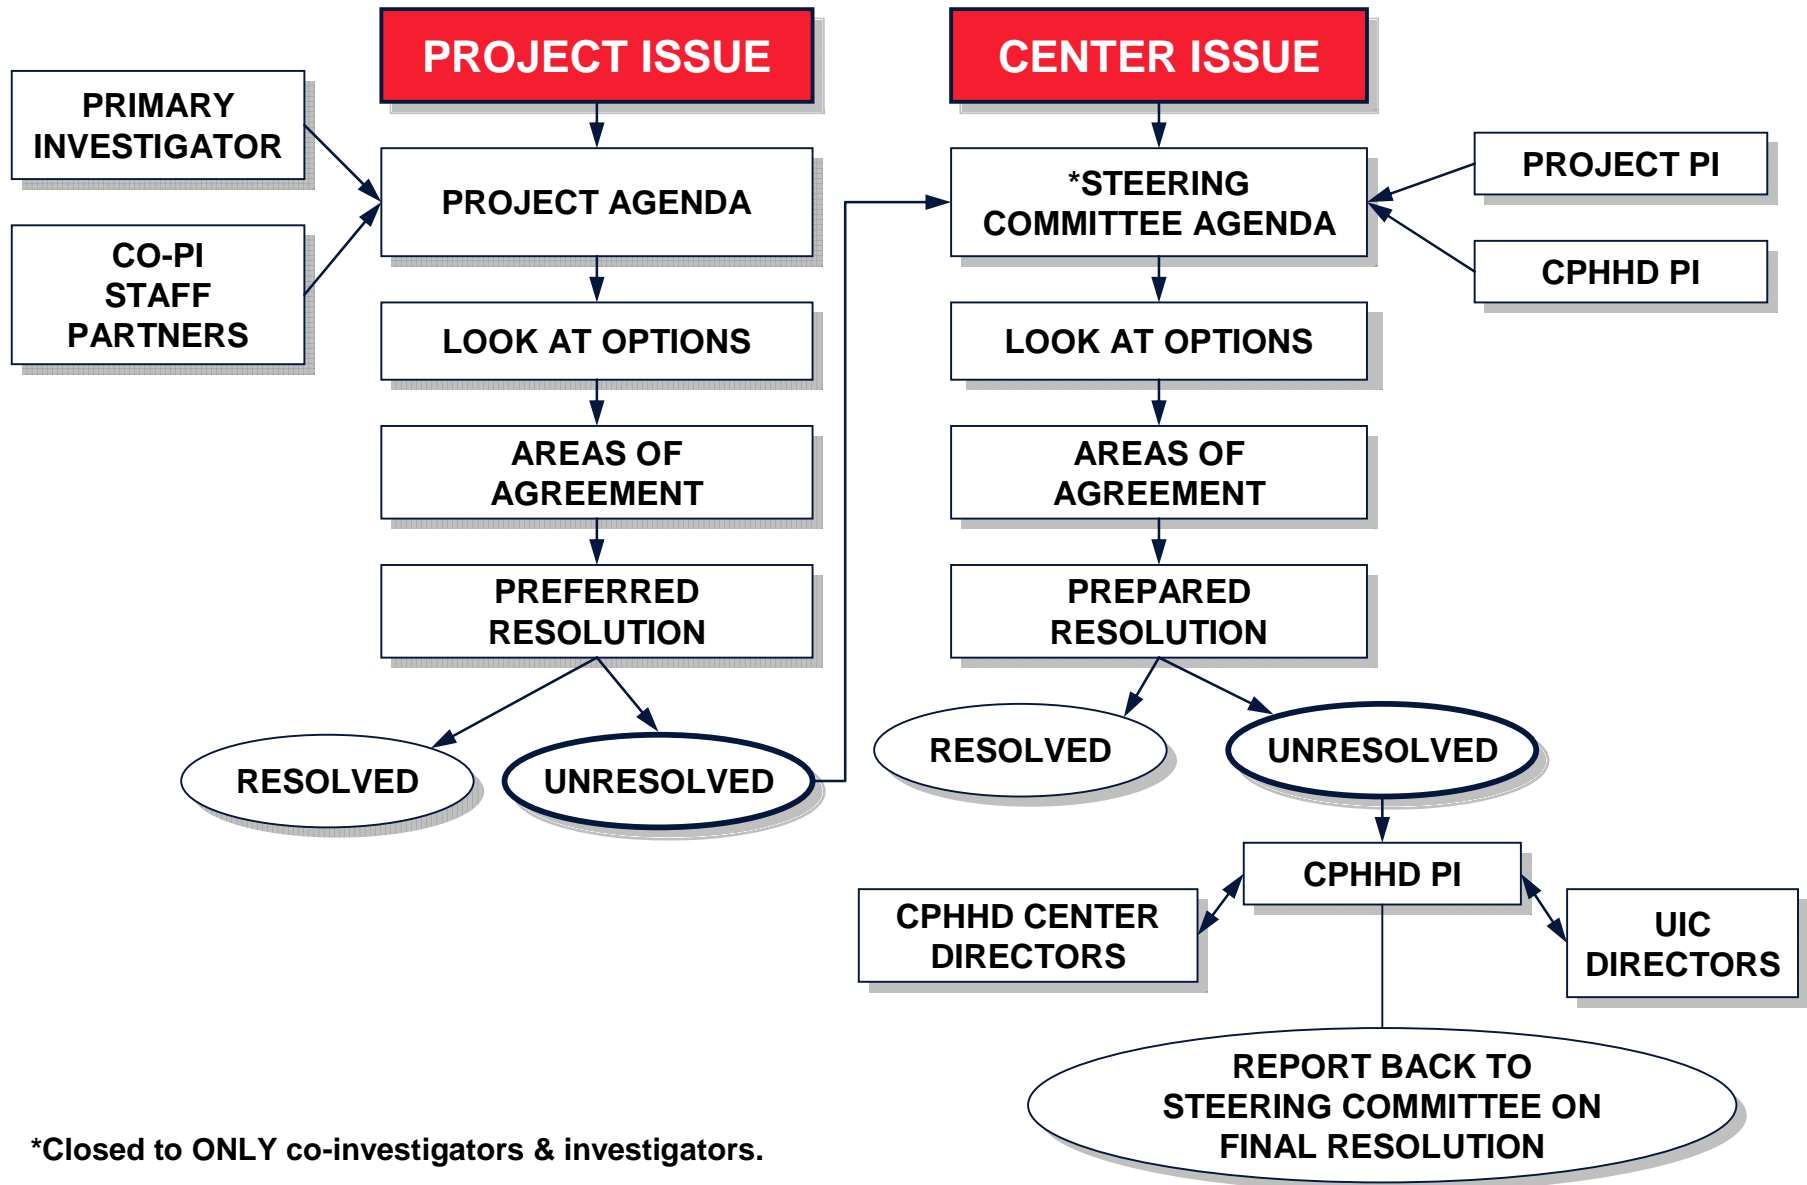 PROJECT ISSUE
CENTER ISSUE
PRIMARY
INVESTIGATOR
CO-PI
STAFF
PARTNERS
PROJECT AGENDA
LOOK AT OPTIONS
AREAS OF
AGREEMENT
PREFERRED
RESOLUTION
RESOLVED
UNRESOLVED
*STEERING
COMMITTEE AGENDA
PROJECT PI
CPHHD PI
LOOK AT OPTIONS
AREAS OF
AGREEMENT
PREPARED
RESOLUTION
RESOLVED
UNRESOLVED
CPHHD PI
CPHHD CENTER
DIRECTORS
UIC
DIRECTORS
REPORT BACK TO
STEERING COMMITTEE ON
FINAL RESOLUTION
*Closed to ONLY co-investigators & investigators.